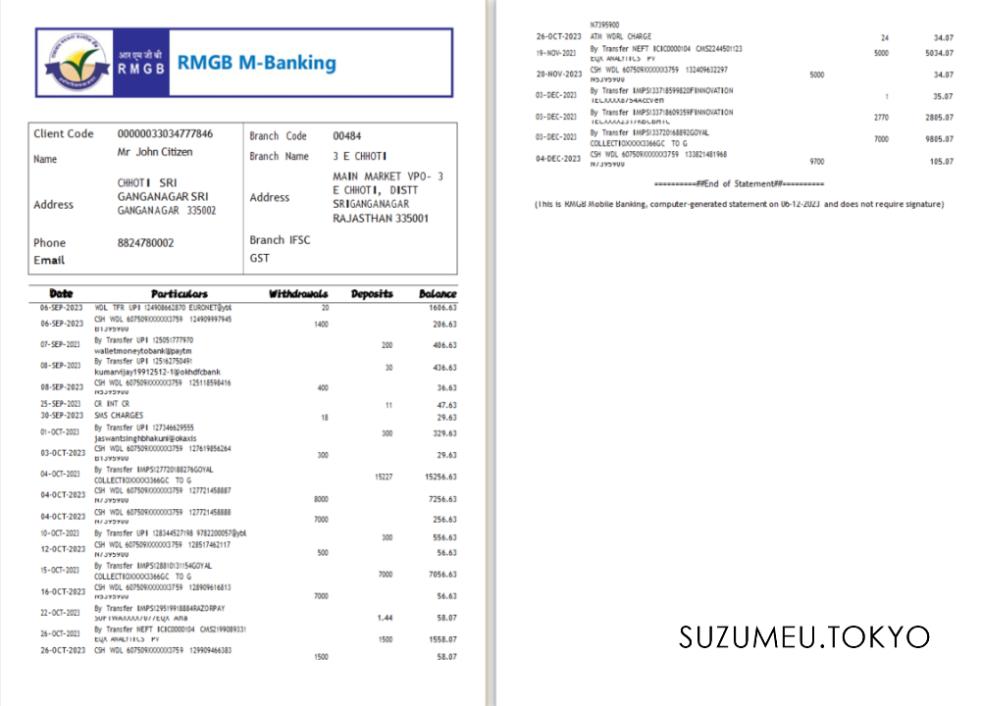 आर एम जी बी
RMGB
RMGB M-Banking
Client Code 00000033034777846
Name Mr John Citizen
Address CHHOTI SRI
GANGANAGAR SRI
GANGANAGAR 335002
Phone 8824780002
Email
Branch Code 00484
Branch Name 3 E CHHOTI
Address MAIN MARKET VPO- 3
E CHHOTI, DISTT
SRIGANGANAGAR
RAJASTHAN 335001
Branch IFSC
GST
Date Particulars Withdrawals Deposits Balance
06-SEP-2023 WDL TFR UPI 124908662870 EURONET@ybl 20 1606.63
06-SEP-2023 CSH WDL 607509XXXXXX3759 124909997945 1400 206.63
07-SEP-2023 By Transfer UPI 125051777970 200 406.63
walletmoneytobank@paytm
08-SEP-2023 By Transfer UPI 12516275049 30 436.63
kumarvijay19912512-1@okhdfcbank
08-SEP-2023 CSH WDL 607509XXXXXX3759 125118598416 400 36.63
25-SEP-2023 CR INT CR 11 47.63
30-SEP-2023 SMS CHARGES 18 29.63
01-OCT-2023 By Transfer UPI 127346629555 300 329.63
jaswantsinghbhakuni@okaxis
03-OCT-2023 CSH WDL 607509XXXXXX3759 127619856264 300 29.63
04-OCT-2023 By Transfer IMPS127720188276GOYAL 15227 15256.63
COLLECTIOXXXXX3366GC TO G
04-OCT-2023 CSH WDL 607509XXXXXX3759 127721458887 8000 7256.63
04-OCT-2023 CSH WDL 607509XXXXXX3759 127721458888 7000 256.63
10-OCT-2023 By Transfer UPI 128344527198 9782200057@ybl 300 556.63
12-OCT-2023 CSH WDL 607509XXXXXX3759 128517462117 500 56.63
15-OCT-2023 By Transfer IMPS128810131154GOYAL 7000 7056.63
COLLECTIOXXXXX3366GC TO G
16-OCT-2023 CSH WDL 607509XXXXXX3759 128909616813 7000 56.63
22-OCT-2023 By Transfer IMPS129519918884RAZORPAY 1.44 58.07
26-OCT-2023 By Transfer NEFT ICIC0000104 CMS2199089331 1500 1558.07
EQX ANALYTICS PV
26-OCT-2023 CSH WDL 607509XXXXXX3759 129909466383 1500 58.07
N7395900
26-OCT-2023 ATM WDRL CHARGE 24 34.07
19-NOV-2023 By Transfer NEFT ICIC0000104 CMS2244501123 5000 5034.07
EQX ANALYTICS PV
20-NOV-2023 CSH WDL 607509XXXXXX3759 132409632297 5000 34.07
03-DEC-2023 By Transfer IMPS133718599820FINNOVATION 1 35.07
03-DEC-2023 By Transfer IMPS133718609359FINNOVATION 2770 2805.07
03-DEC-2023 By Transfer IMPS133720168892GOYAL 7000 9805.07
COLLECTIOXXXXX3366GC TO G
04-DEC-2023 CSH WDL 607509XXXXXX3759 133821481968 9700 105.07
==========##End of Statement##==========
(This is RMGB Mobile Banking, computer-generated statement on 06-12-2023 and does not require signature)
SUZUMEU.TOKYO